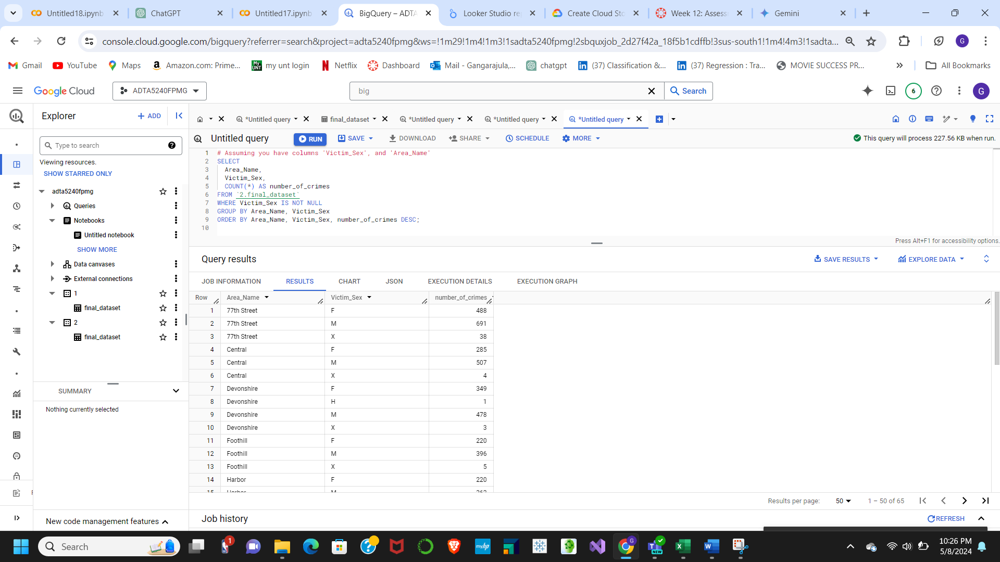 Untitled18.ipynb
ChatGPT
Untitled17.ipynb
BigQuery – ADTA
Looker Studio re
Create Cloud Sto
Week 12: Assess
Gemini
console.cloud.google.com/bigquery?referrer=search&project=adta5240fpmg&ws=!1m29!1m4!1m3!1sadta5240fpmg!2sbquxjob_2d27f42a_18f5b1cdffb!3sus-south1!1m4!4m3!1sadta...
G
Gmail
YouTube
Maps
Amazon.com: Prime...
my unt login
Netflix
Dashboard
Mail - Gangarajula,...
chatgpt
(37) Classification &...
(37) Regression : Tra...
MOVIE SUCCESS PR...
All Bookmarks
Google Cloud
ADTA5240FPMG
big
Search
6
G
Explorer
+ ADD
*Untitled query
final_dataset
*Untitled query
*Untitled query
*Untitled query
Type to search
Viewing resources.
SHOW STARRED ONLY
adta5240fpmg
Queries
Notebooks
Untitled notebook
SHOW MORE
Data canvases
External connections
1
final_dataset
2
final_dataset
SUMMARY
Nothing currently selected
New code management features
Untitled query
RUN
SAVE
DOWNLOAD
SHARE
SCHEDULE
MORE
This query will process 227.56 KB when run.
1 # Assuming you have columns 'Victim_Sex', and 'Area_Name'
2 SELECT
3 Area_Name,
4 Victim_Sex,
5 COUNT(*) AS number_of_crimes
6 FROM `2.final_dataset`
7 WHERE Victim_Sex IS NOT NULL
8 GROUP BY Area_Name, Victim_Sex
9 ORDER BY Area_Name, Victim_Sex, number_of_crimes DESC;
10
Press Alt+F1 for accessibility options.
Query results
SAVE RESULTS
EXPLORE DATA
JOB INFORMATION
RESULTS
CHART
JSON
EXECUTION DETAILS
EXECUTION GRAPH
Row Area_Name Victim_Sex number_of_crimes
1 77th Street F 488
2 77th Street M 691
3 77th Street X 38
4 Central F 285
5 Central M 507
6 Central X 4
7 Devonshire F 349
8 Devonshire H 1
9 Devonshire M 478
10 Devonshire X 3
11 Foothill F 220
12 Foothill M 396
13 Foothill X 5
14 Harbor F 220
15 Harbor M 362
Results per page:
50
1 – 50 of 65
Job history
REFRESH
Search
1
myhp
G
NEW
10:26 PM
5/8/2024